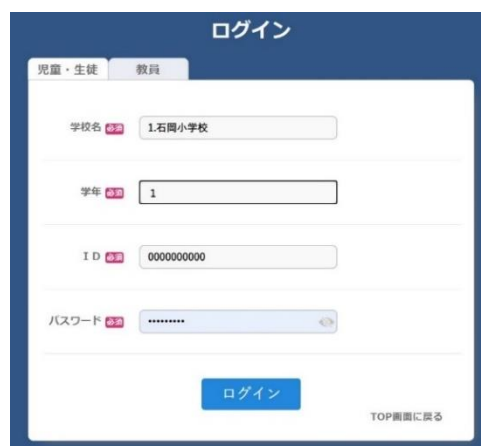 ログイン
児童・生徒 教員
学校名 必須 1.石岡小学校
学年 必須 1
ID 必須 0000000000
パスワード 必須 •••••••••
ログイン
TOP画面に戻る